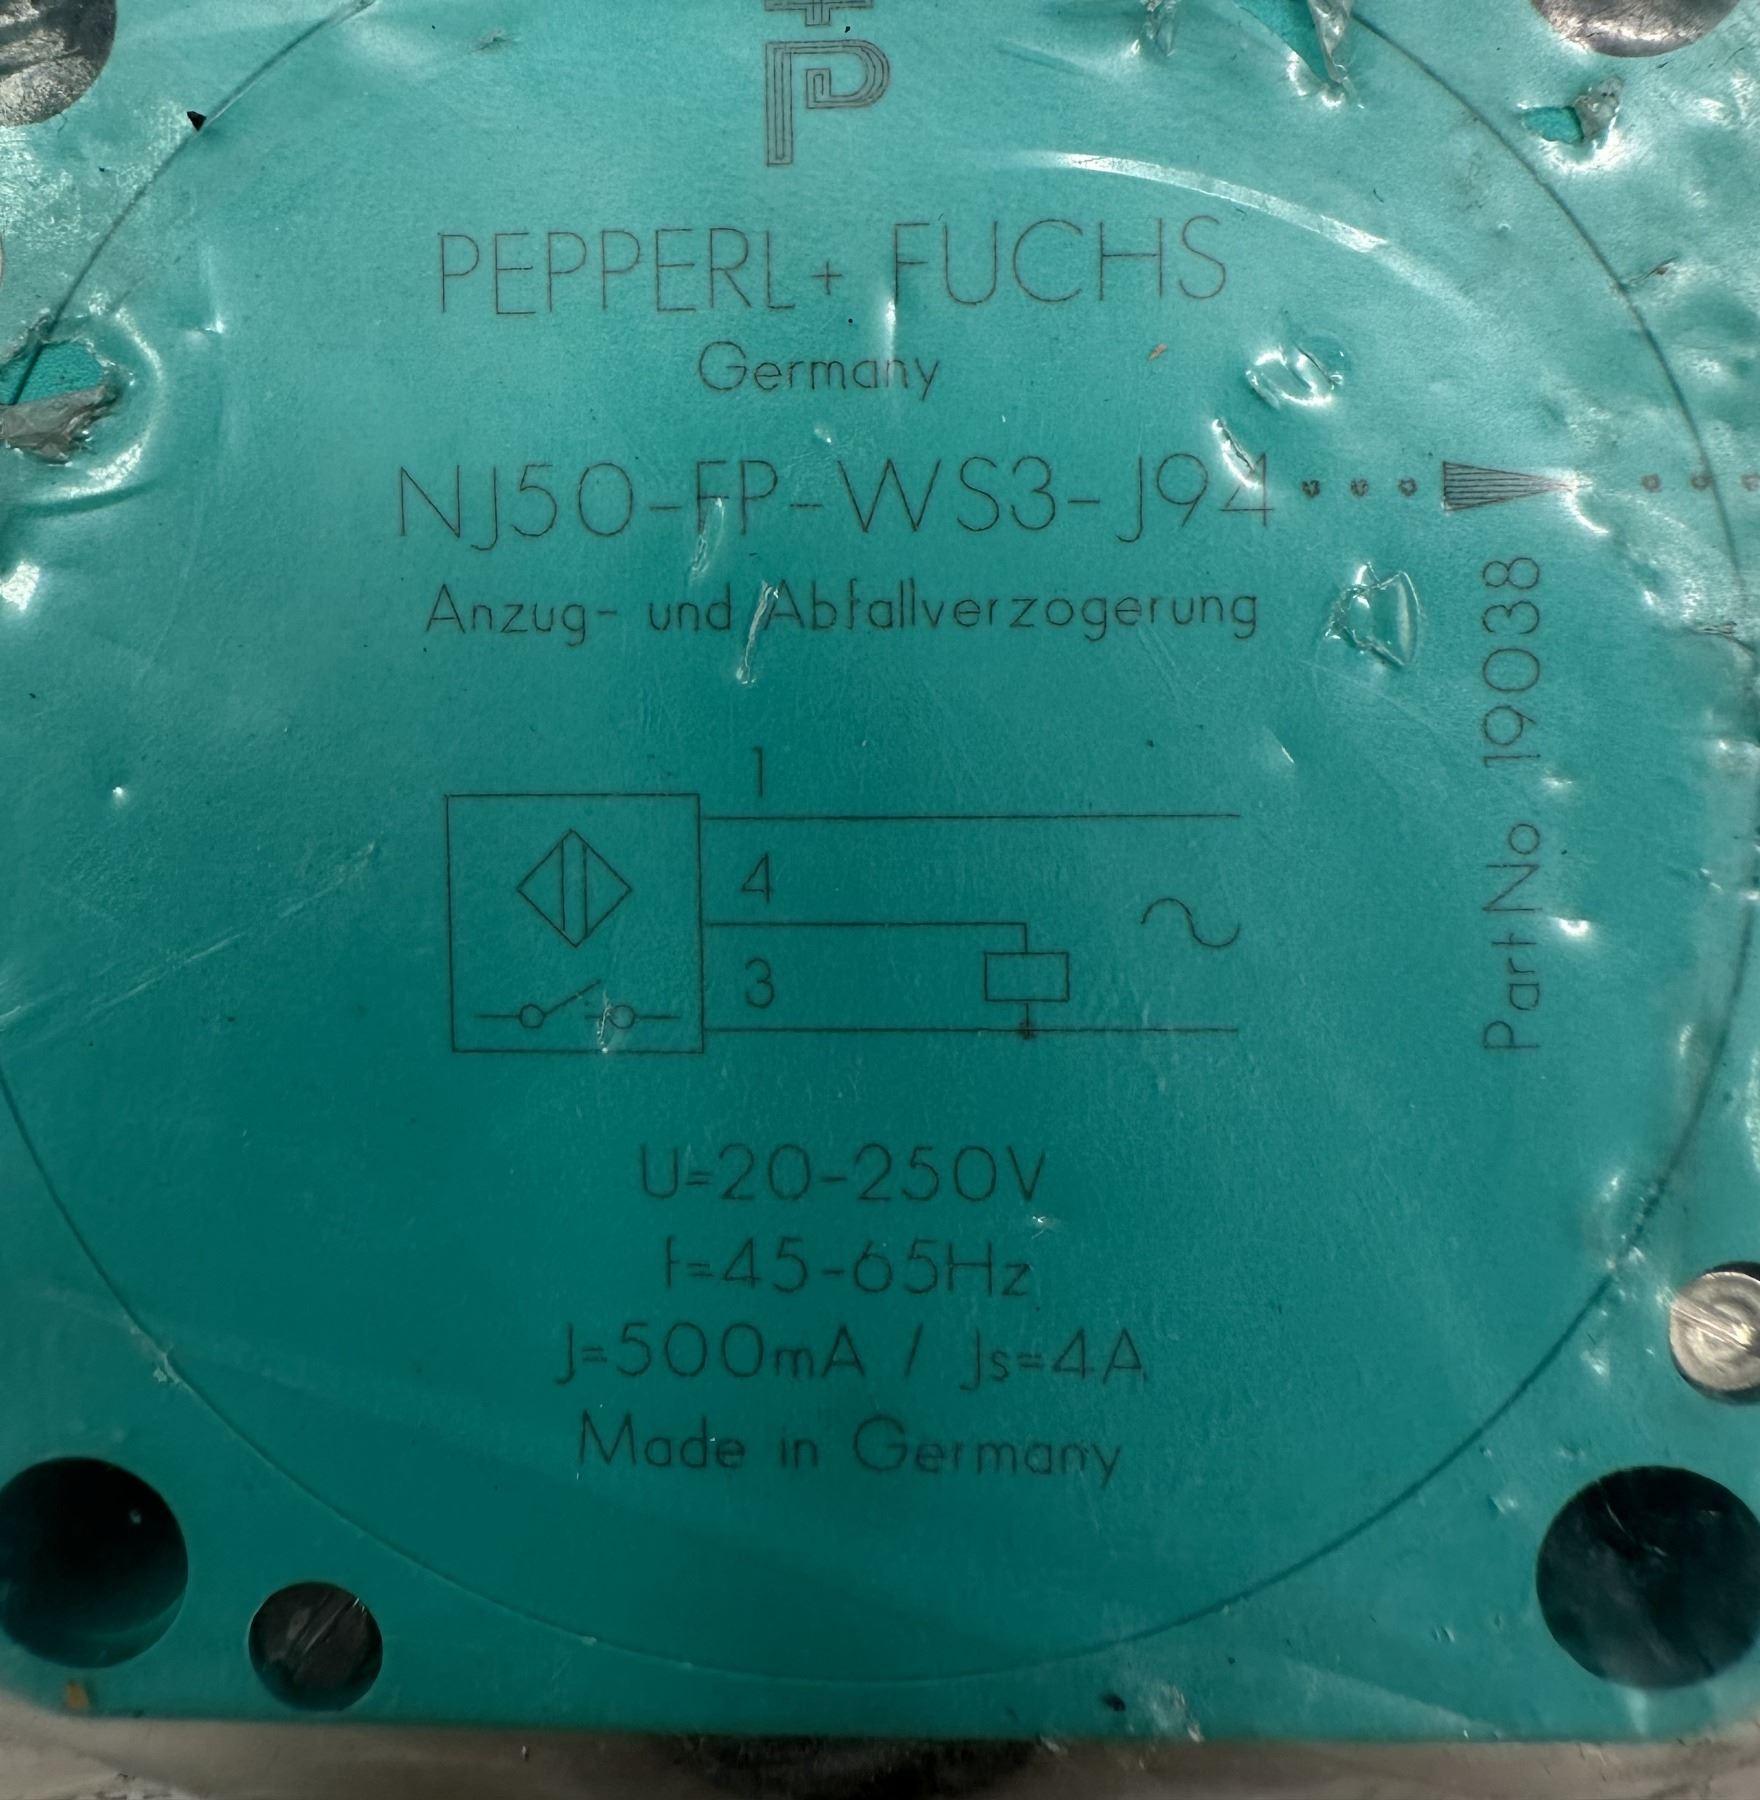 PEPPERL + FUCHS
Germany
NJ50-FP-WS3-J94
Anzug- und Abfallverzögerung
Part No 19038
1
4
3
U=20-250V
f=45-65Hz
J=500mA / Js=4A
Made in Germany